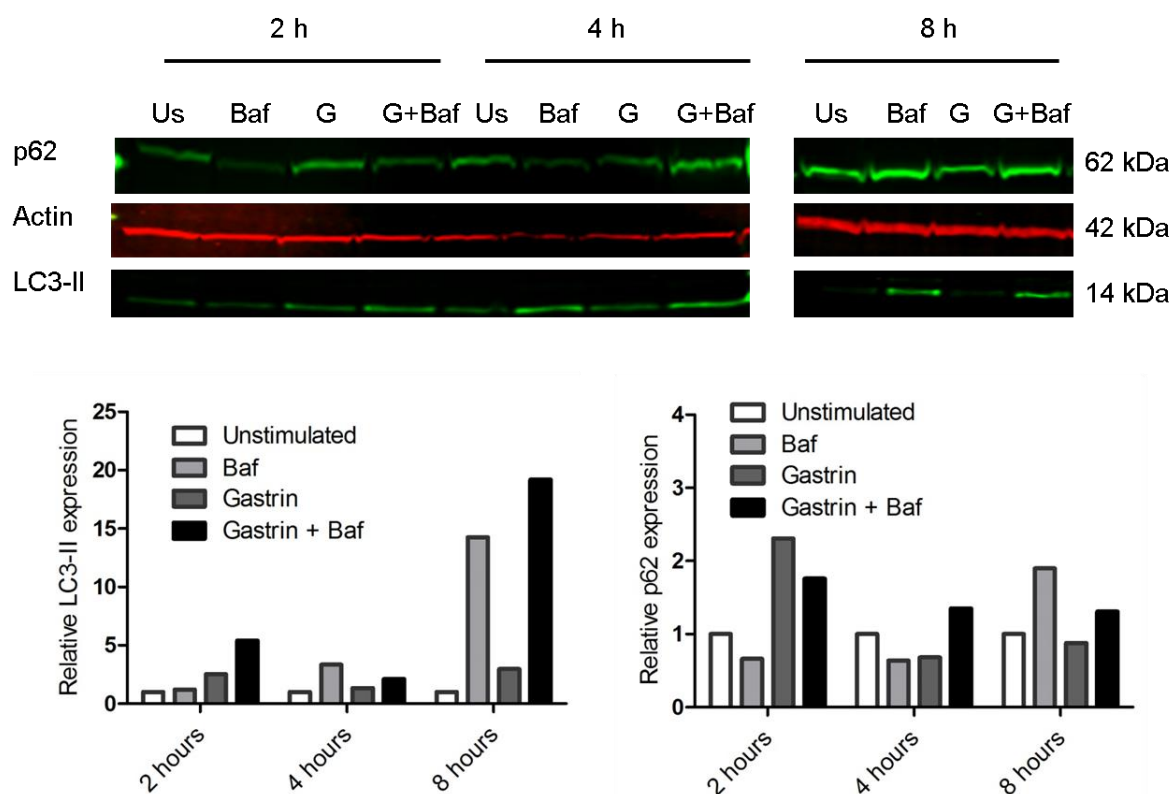 2 h 4 h 8 h
Us Baf G G+Baf Us Baf G G+Baf Us Baf G G+Baf
p62 62 kDa
Actin 42 kDa
LC3-II 14 kDa
Relative LC3-II expression
25
20
15
10
5
0
Unstimulated
Baf
Gastrin
Gastrin + Baf
2 hours 4 hours 8 hours
Relative p62 expression
4
3
2
1
0
Unstimulated
Baf
Gastrin
Gastrin + Baf
2 hours 4 hours 8 hours